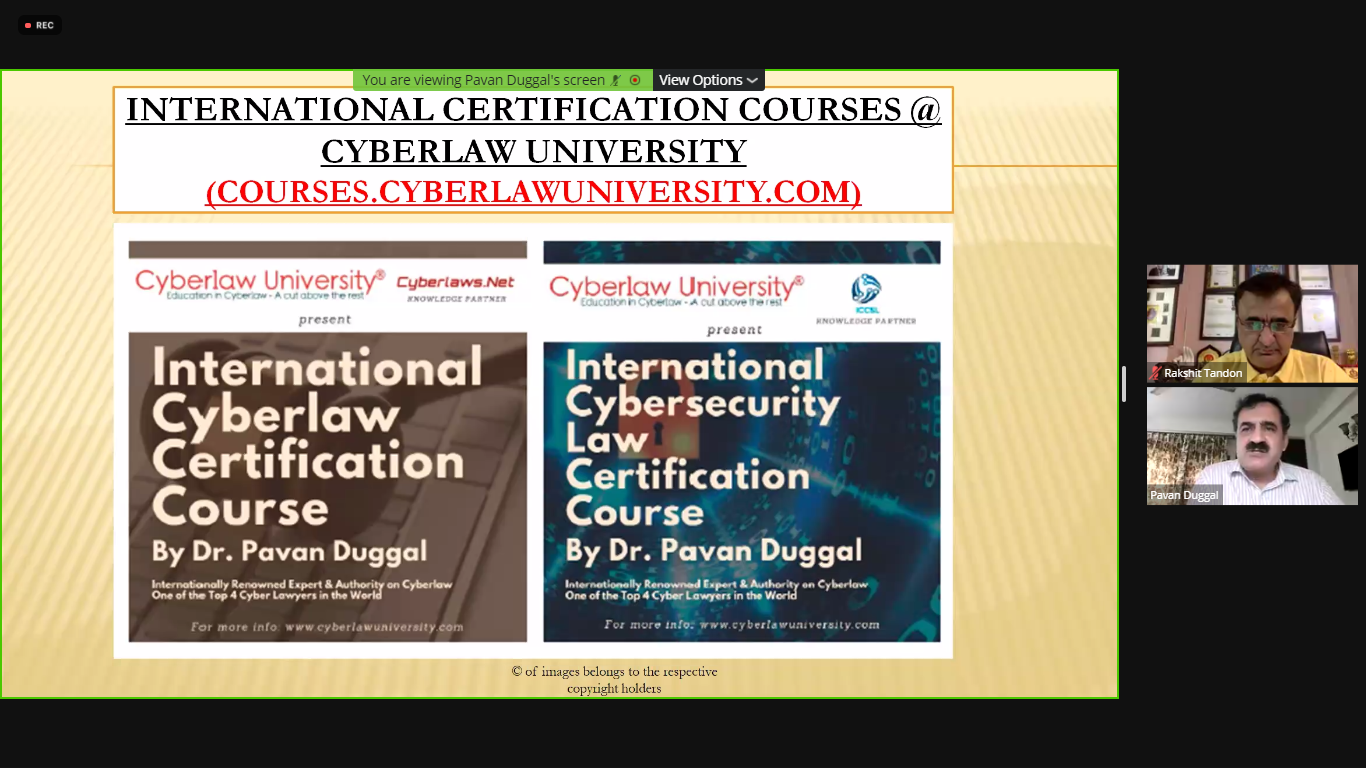 REC
You are viewing Pavan Duggal's screen
View Options
INTERNATIONAL CERTIFICATION COURSES @
CYBERLAW UNIVERSITY
(COURSES.CYBERLAWUNIVERSITY.COM)
Cyberlaw University®
Education in Cyberlaw - A cut above the rest
Cyberlaws.Net
KNOWLEDGE PARTNER
present
International
Cyberlaw
Certification
Course
By Dr. Pavan Duggal
Internationally Renowned Expert & Authority on Cyberlaw
One of the Top 4 Cyber Lawyers in the World
For more info: www.cyberlawuniversity.com
Cyberlaw University®
Education in Cyberlaw - A cut above the rest
ICCSL
KNOWLEDGE PARTNER
present
International
Cybersecurity
Law
Certification
Course
By Dr. Pavan Duggal
Internationally Renowned Expert & Authority on Cyberlaw
One of the Top 4 Cyber Lawyers in the World
For more info: www.cyberlawuniversity.com
© of images belongs to the respective
copyright holders
Rakshit Tandon
Pavan Duggal